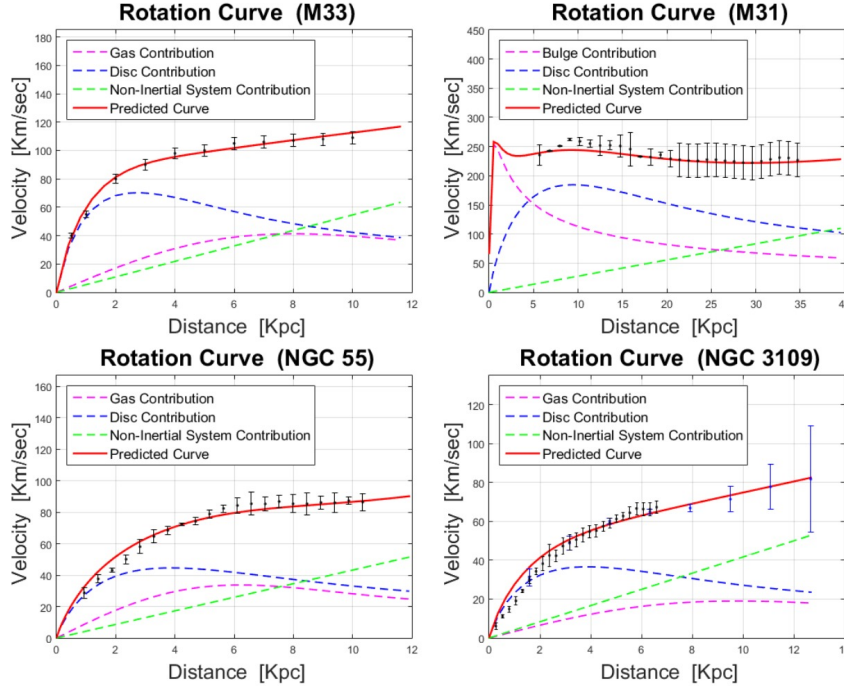 Rotation Curve (M33)
180
160
140
120
100
80
60
40
20
0
0
2
4
6
8
10
12
Velocity [Km/sec]
Distance [Kpc]
Gas Contribution
Disc Contribution
Non-Inertial System Contribution
Predicted Curve
Rotation Curve (M31)
450
400
350
300
250
200
150
100
50
0
0
5
10
15
20
25
30
35
40
Velocity [Km/sec]
Distance [Kpc]
Bulge Contribution
Disc Contribution
Non-Inertial System Contribution
Predicted Curve
Rotation Curve (NGC 55)
160
140
120
100
80
60
40
20
0
0
2
4
6
8
10
12
Velocity [Km/sec]
Distance [Kpc]
Gas Contribution
Disc Contribution
Non-Inertial System Contribution
Predicted Curve
Rotation Curve (NGC 3109)
120
100
80
60
40
20
0
0
2
4
6
8
10
12
Velocity [Km/sec]
Distance [Kpc]
Gas Contribution
Disc Contribution
Non-Inertial System Contribution
Predicted Curve